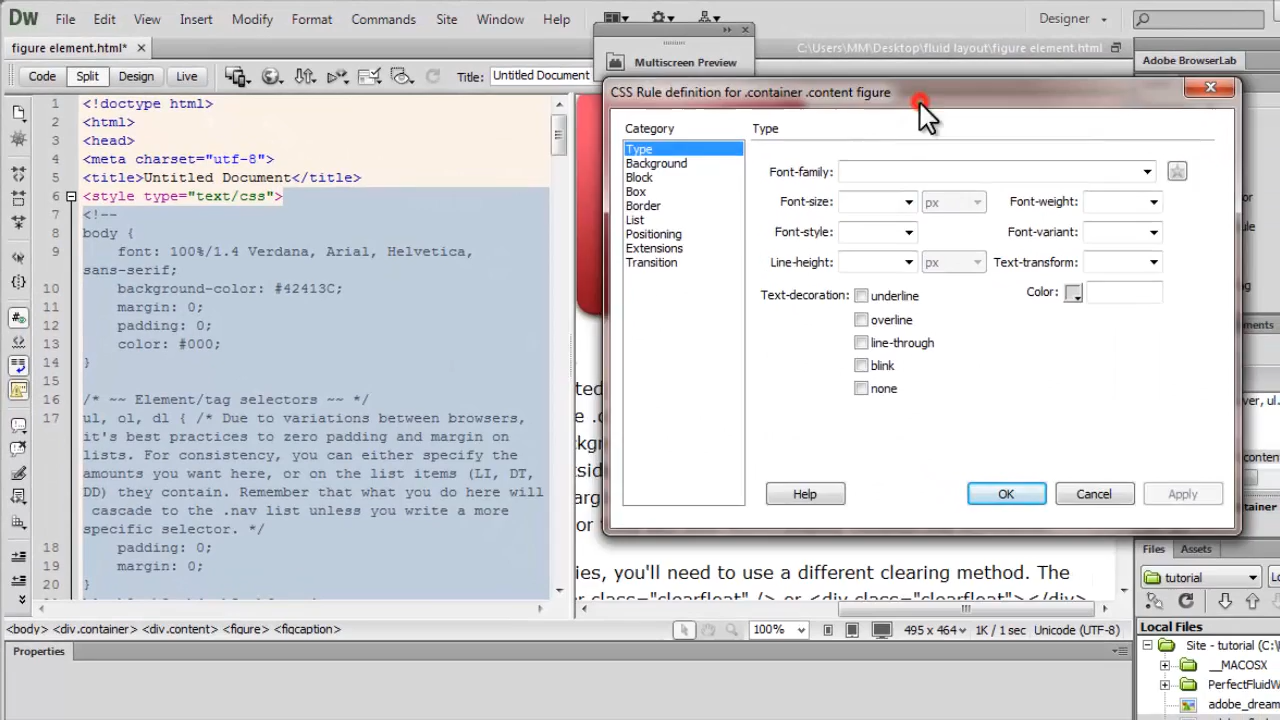 Dw File Edit View Insert Modify Format Commands Site Window Help Designer
figure element.html* C:\Users\MM\Desktop\fluid layout\figure element.html
Multiscreen Preview
Adobe BrowserLab
Code Split Design Live Title: Untitled Document
CSS Rule definition for .container .content figure
1 <!doctype html>
2 <html>
3 <head>
4 <meta charset="utf-8">
5 <title>Untitled Document</title>
6 <style type="text/css">
7 <!--
8 body {
9 font: 100%/1.4 Verdana, Arial, Helvetica,
sans-serif;
10 background-color: #42413C;
11 margin: 0;
12 padding: 0;
13 color: #000;
14 }
15
16 /* ~~ Element/tag selectors ~~ */
17 ul, ol, dl { /* Due to variations between browsers,
it's best practices to zero padding and margin on
lists. For consistency, you can either specify the
amounts you want here, or on the list items (LI, DT,
DD) they contain. Remember that what you do here will
cascade to the .nav list unless you write a more
specific selector. */
18 padding: 0;
19 margin: 0;
20 }
Category
Type
Background
Block
Box
Border
List
Positioning
Extensions
Transition
Type
Font-family:
Font-size: px Font-weight:
Font-style: Font-variant:
Line-height: px Text-transform:
Text-decoration: underline Color:
overline
line-through
blink
none
Help OK Cancel Apply
ies, you'll need to use a different clearing method. The
r class="clearfloat" /> or <div class="clearfloat"></div>
<body> <div.container> <div.content> <figure> <figcaption> 100% 495 x 464 1K / 1 sec Unicode (UTF-8)
Properties
Files Assets
tutorial
Local Files
Site - tutorial (C:\
__MACOSX
PerfectFluidW
adobe_dream